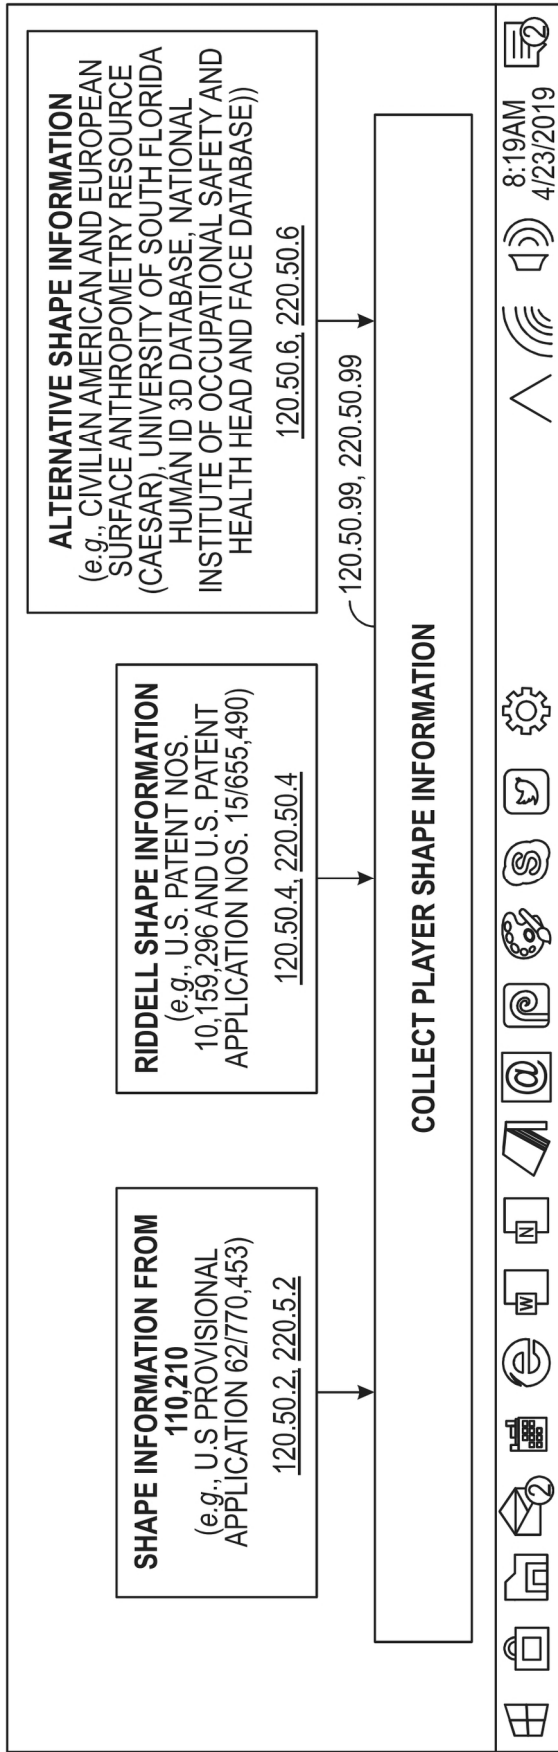 SHAPE INFORMATION FROM
110,210
(e.g., U.S PROVISIONAL
APPLICATION 62/770,453)
120.50.2, 220.5.2
RIDDELL SHAPE INFORMATION
(e.g., U.S. PATENT NOS.
10,159,296 AND U.S. PATENT
APPLICATION NOS. 15/655,490)
120.50.4, 220.50.4
ALTERNATIVE SHAPE INFORMATION
(e.g., CIVILIAN AMERICAN AND EUROPEAN
SURFACE ANTHROPOMETRY RESOURCE
(CAESAR), UNIVERSITY OF SOUTH FLORIDA
HUMAN ID 3D DATABASE, NATIONAL
INSTITUTE OF OCCUPATIONAL SAFETY AND
HEALTH HEAD AND FACE DATABASE))
120.50.6, 220.50.6
120.50.99, 220.50.99
COLLECT PLAYER SHAPE INFORMATION
2
e
W
N
@
S
8:19AM
4/23/2019
2